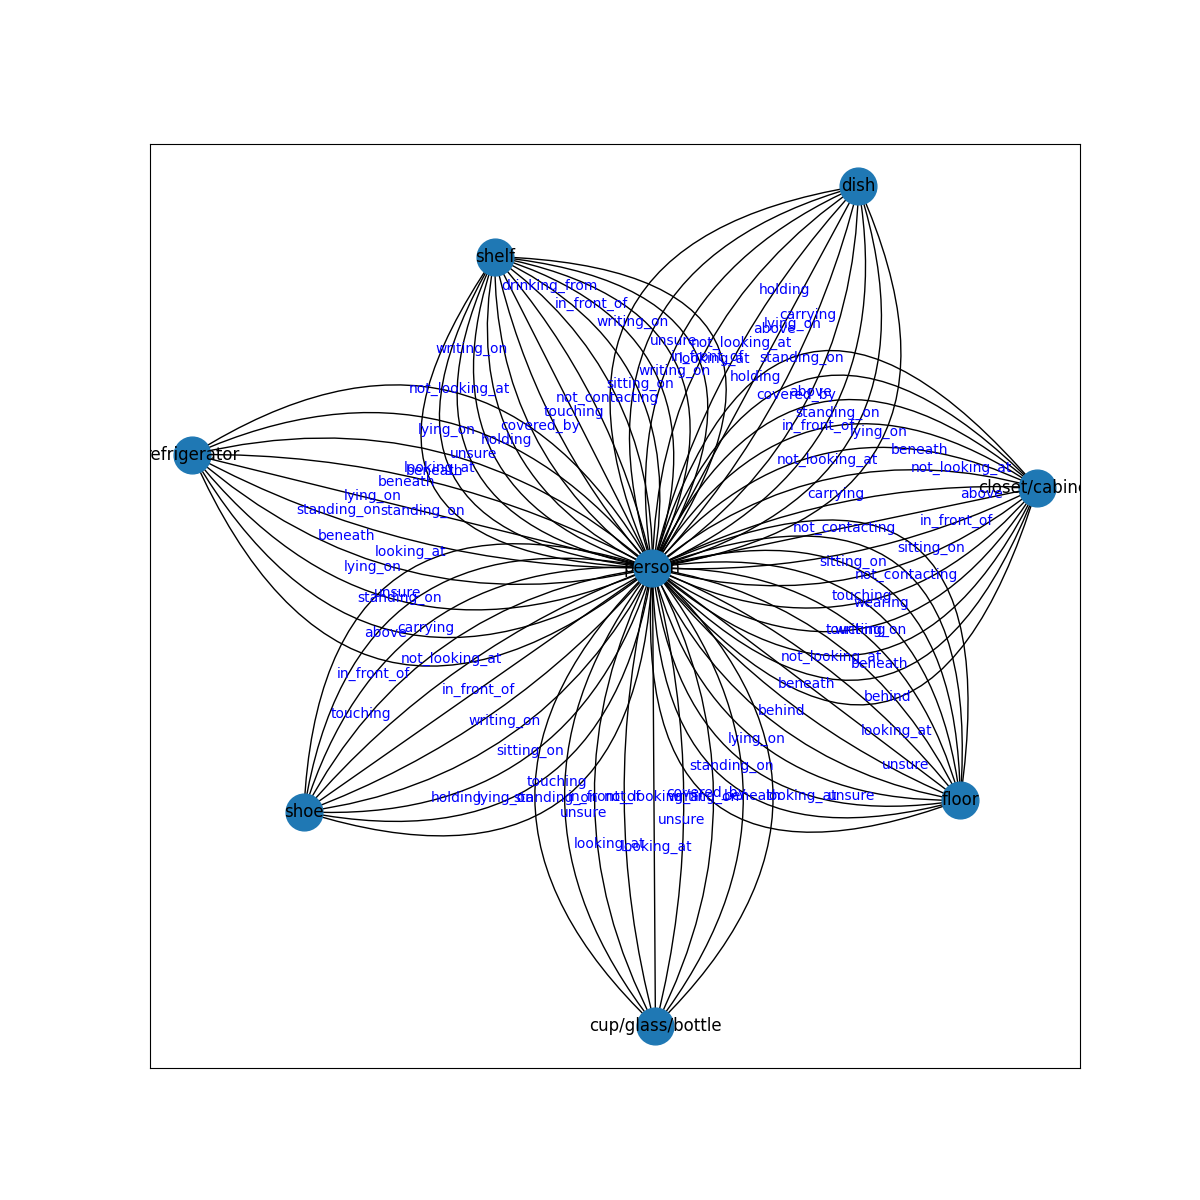 dish
shelf
drinking_from
holding
in_front_of
carrying
writing_on
lying_on
above
unsure
not_looking_at
writing_on
in_front_of
looking_at
standing_on
writing_on
holding
sitting_on
not_looking_at
above
covered_by
not_contacting
touching
standing_on
covered_by
in_front_of
lying_on
lying_on
holding
beneath
unsure
not_looking_at
efrigerator
looking_at
beneath
not_looking_at
beneath
closet/cabine
lying_on
carrying
above
standing_on
standing_on
in_front_of
not_contacting
beneath
looking_at
sitting_on
sitting_on
lying_on
person
not_contacting
unsure
standing_on
touching
wearing
carrying
above
touching
writing_on
not_looking_at
not_looking_at
beneath
in_front_of
beneath
in_front_of
behind
touching
behind
writing_on
looking_at
lying_on
sitting_on
standing_on
unsure
touching
holding
lying_on
standing_on
in_front_of
not_looking_at
covered_by
writing_on
beneath
looking_at
unsure
floor
shoe
unsure
unsure
looking_at
looking_at
cup/glass/bottle